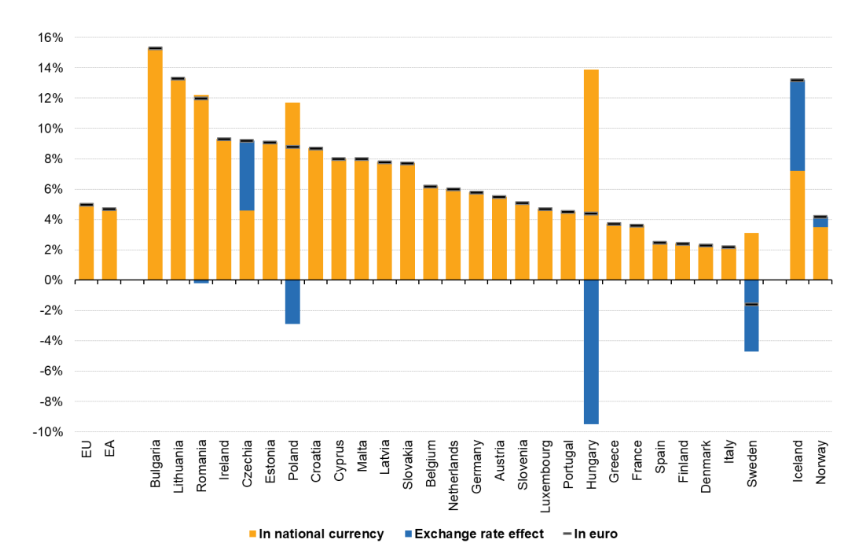 16%
14%
12%
10%
8%
6%
4%
2%
0%
-2%
-4%
-6%
-8%
-10%
EU
EA
Bulgaria
Lithuania
Romania
Ireland
Czechia
Estonia
Poland
Croatia
Cyprus
Malta
Latvia
Slovakia
Belgium
Netherlands
Germany
Austria
Slovenia
Luxembourg
Portugal
Hungary
Greece
France
Spain
Finland
Denmark
Italy
Sweden
Iceland
Norway
In national currency Exchange rate effect In euro